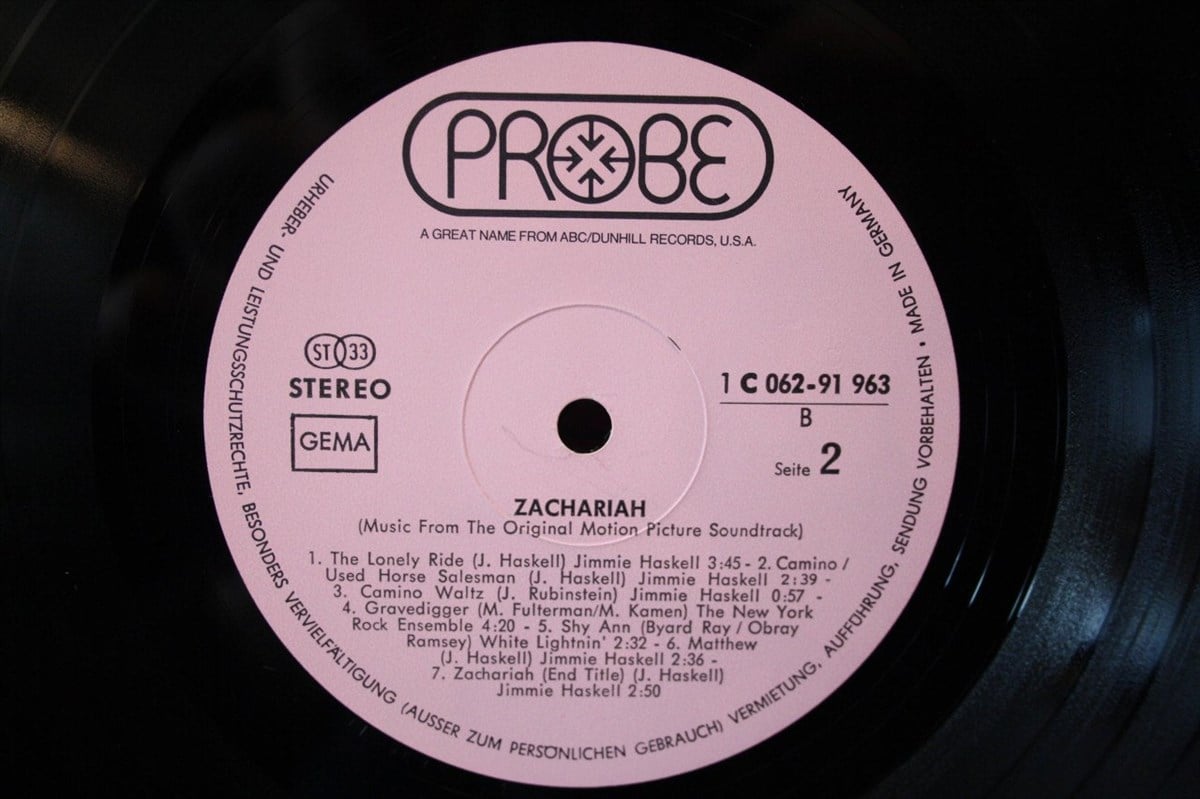 PROBE
A GREAT NAME FROM ABC/DUNHILL RECORDS, U.S.A.
ST 33
STEREO
GEMA
1 C 062-91 963
B
Seite 2
ZACHARIAH
(Music From The Original Motion Picture Soundtrack)
1. The Lonely Ride (J. Haskell) Jimmie Haskell 3:45 - 2. Camino /
Used Horse Salesman (J. Haskell) Jimmie Haskell 2:39 -
3. Camino Waltz (J. Rubinstein) Jimmie Haskell 0:57 -
4. Gravedigger (M. Fulterman/M. Kamen) The New York
Rock Ensemble 4:20 - 5. Shy Ann (Byard Ray / Obray
Ramsey) White Lightnin' 2:32 - 6. Matthew
(J. Haskell) Jimmie Haskell 2:36 -
7. Zachariah (End Title) (J. Haskell)
Jimmie Haskell 2:50
URHEBER- UND LEISTUNGSSCHUTZRECHTE, BESONDERS VERVIELFÄLTIGUNG (AUSSER ZUM PERSÖNLICHEN GEBRAUCH) VERMIETUNG, AUFFÜHRUNG, SENDUNG VORBEHALTEN • MADE IN GERMANY